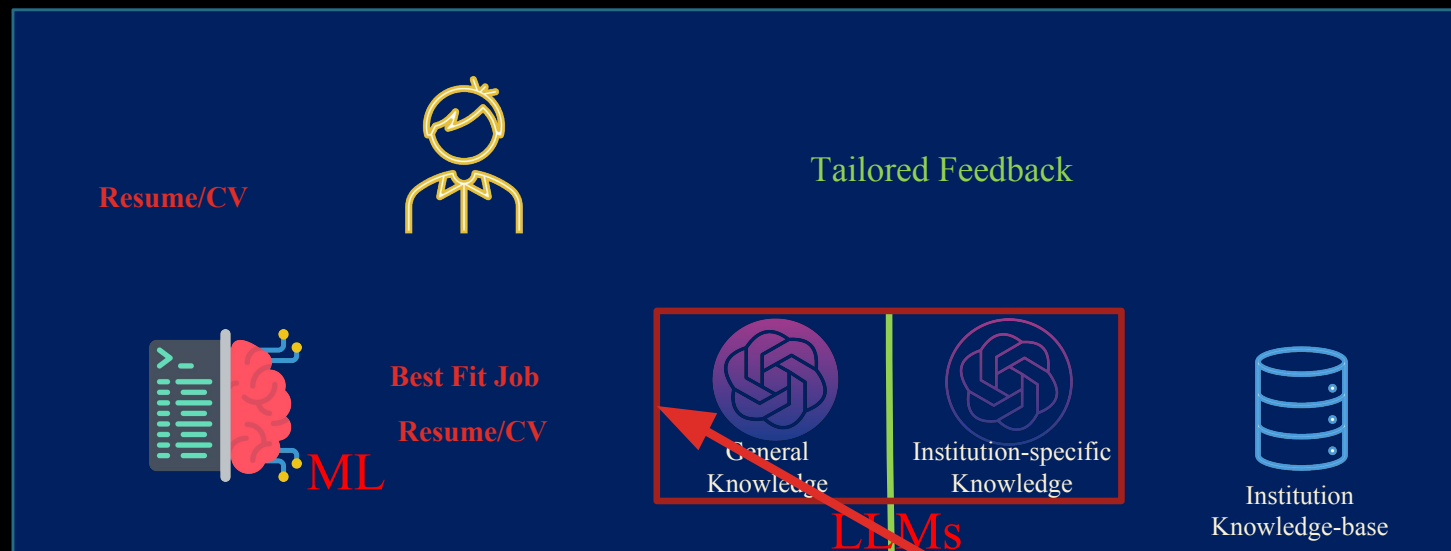 Tailored Feedback
Resume/CV
Best Fit Job
Resume/CV
ML
General
Knowledge
Institution-specific
Knowledge
LLMs
Institution
Knowledge-base